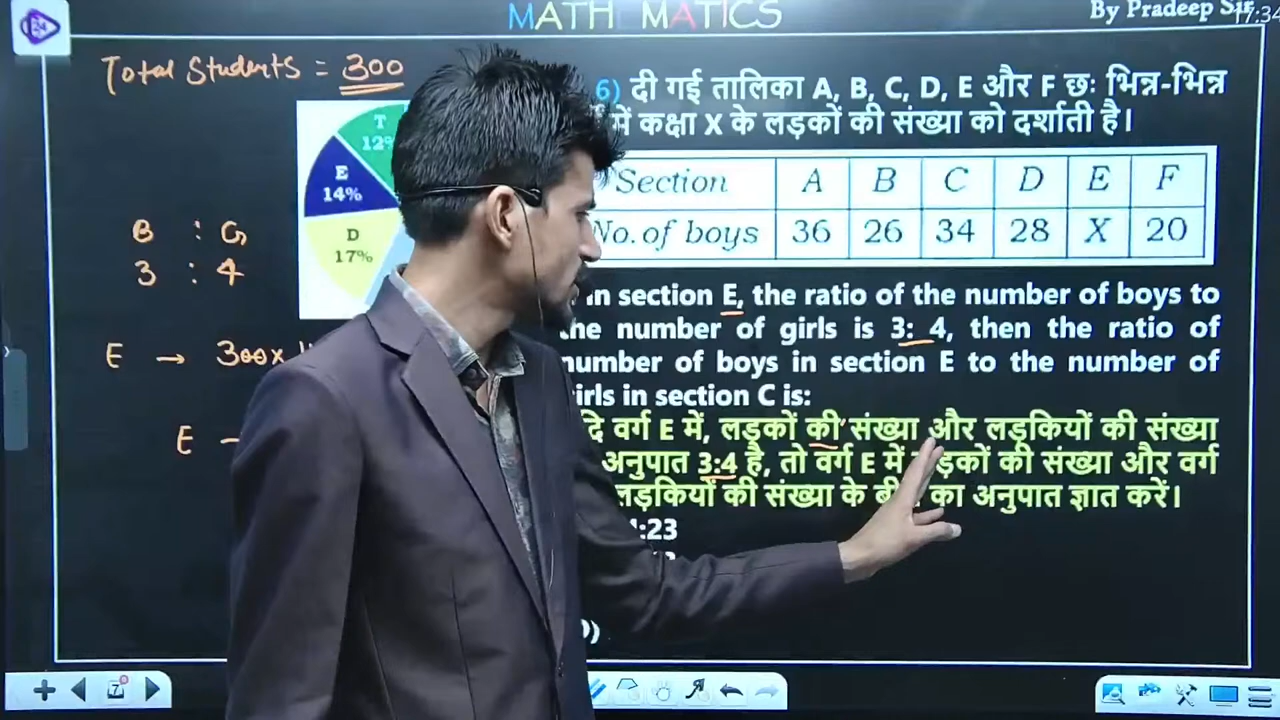 MATHEMATICS
By Pradeep Sir
17:34
Total Students = 300
T
12%
E
14%
D
17%
B : G
3 : 4
E → 300x
E
6) दी गई तालिका A, B, C, D, E और F छः भिन्न-भिन्न
में कक्षा X के लड़कों की संख्या को दर्शाती है।
Section A B C D E F
No. of boys 36 26 34 28 X 20
in section E, the ratio of the number of boys to
the number of girls is 3: 4, then the ratio of
number of boys in section E to the number of
girls in section C is:
वर्ग E में, लड़कों की संख्या और लड़कियों की संख्या
अनुपात 3:4 है, तो वर्ग E में लड़कों की संख्या और वर्ग
लड़कियों की संख्या के का अनुपात ज्ञात करें।
:23